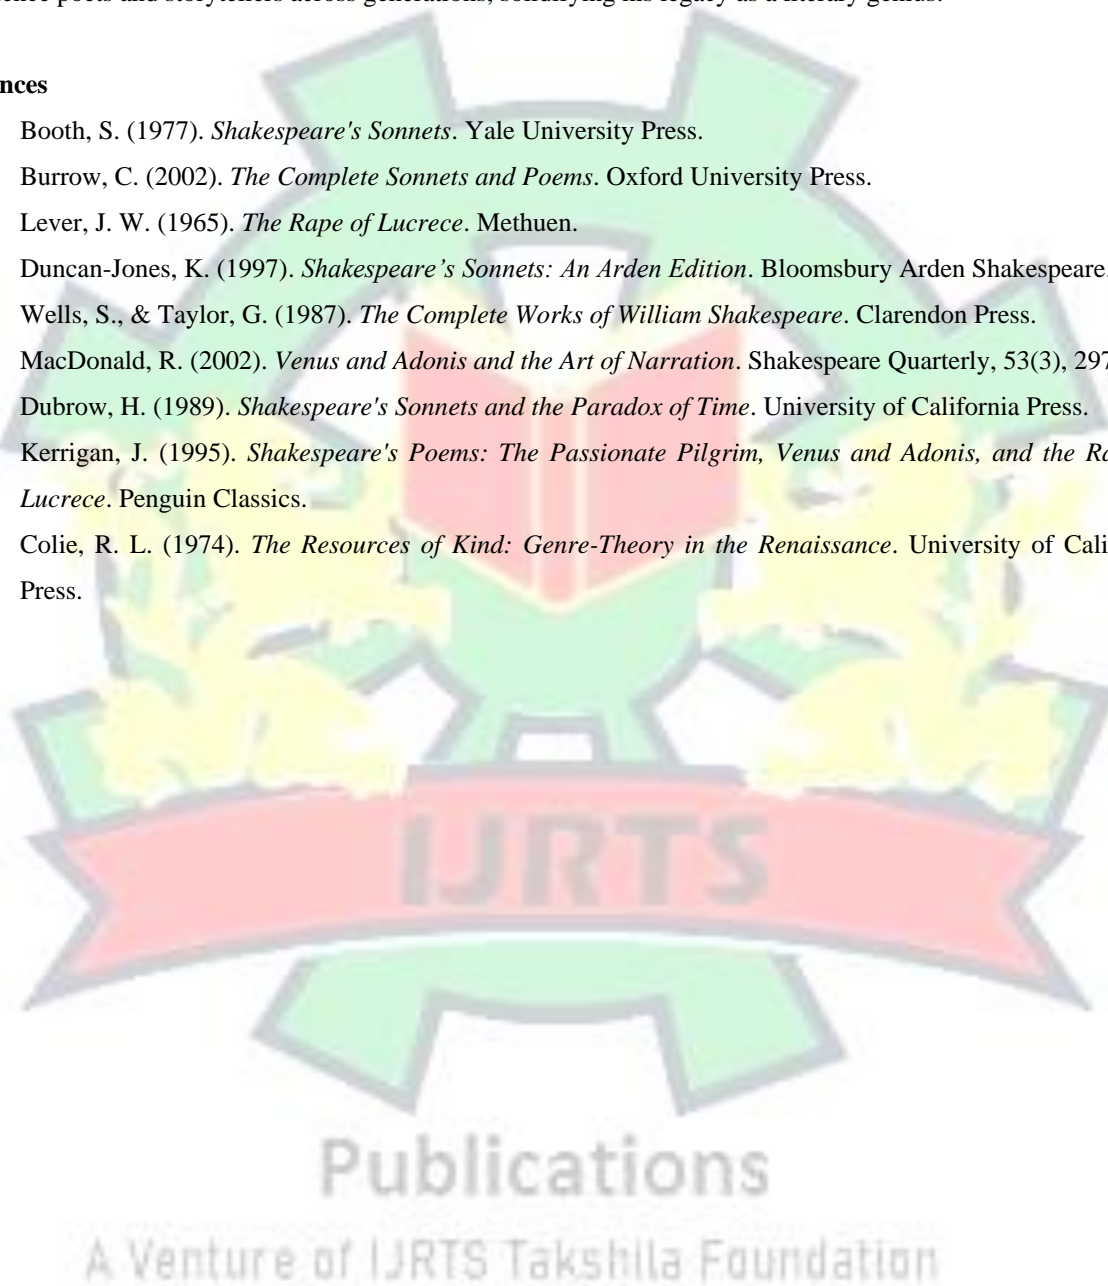 ence poets and storytellers across generations, solidifying his legacy as a literary genius.
nces
Booth, S. (1977). Shakespeare's Sonnets. Yale University Press.
Burrow, C. (2002). The Complete Sonnets and Poems. Oxford University Press.
Lever, J. W. (1965). The Rape of Lucrece. Methuen.
Duncan-Jones, K. (1997). Shakespeare’s Sonnets: An Arden Edition. Bloomsbury Arden Shakespeare.
Wells, S., & Taylor, G. (1987). The Complete Works of William Shakespeare. Clarendon Press.
MacDonald, R. (2002). Venus and Adonis and the Art of Narration. Shakespeare Quarterly, 53(3), 297
Dubrow, H. (1989). Shakespeare's Sonnets and the Paradox of Time. University of California Press.
Kerrigan, J. (1995). Shakespeare's Poems: The Passionate Pilgrim, Venus and Adonis, and the Ra
Lucrece. Penguin Classics.
Colie, R. L. (1974). The Resources of Kind: Genre-Theory in the Renaissance. University of Cali
Press.
IJRTS
Publications
A Venture of IJRTS Takshila Foundation